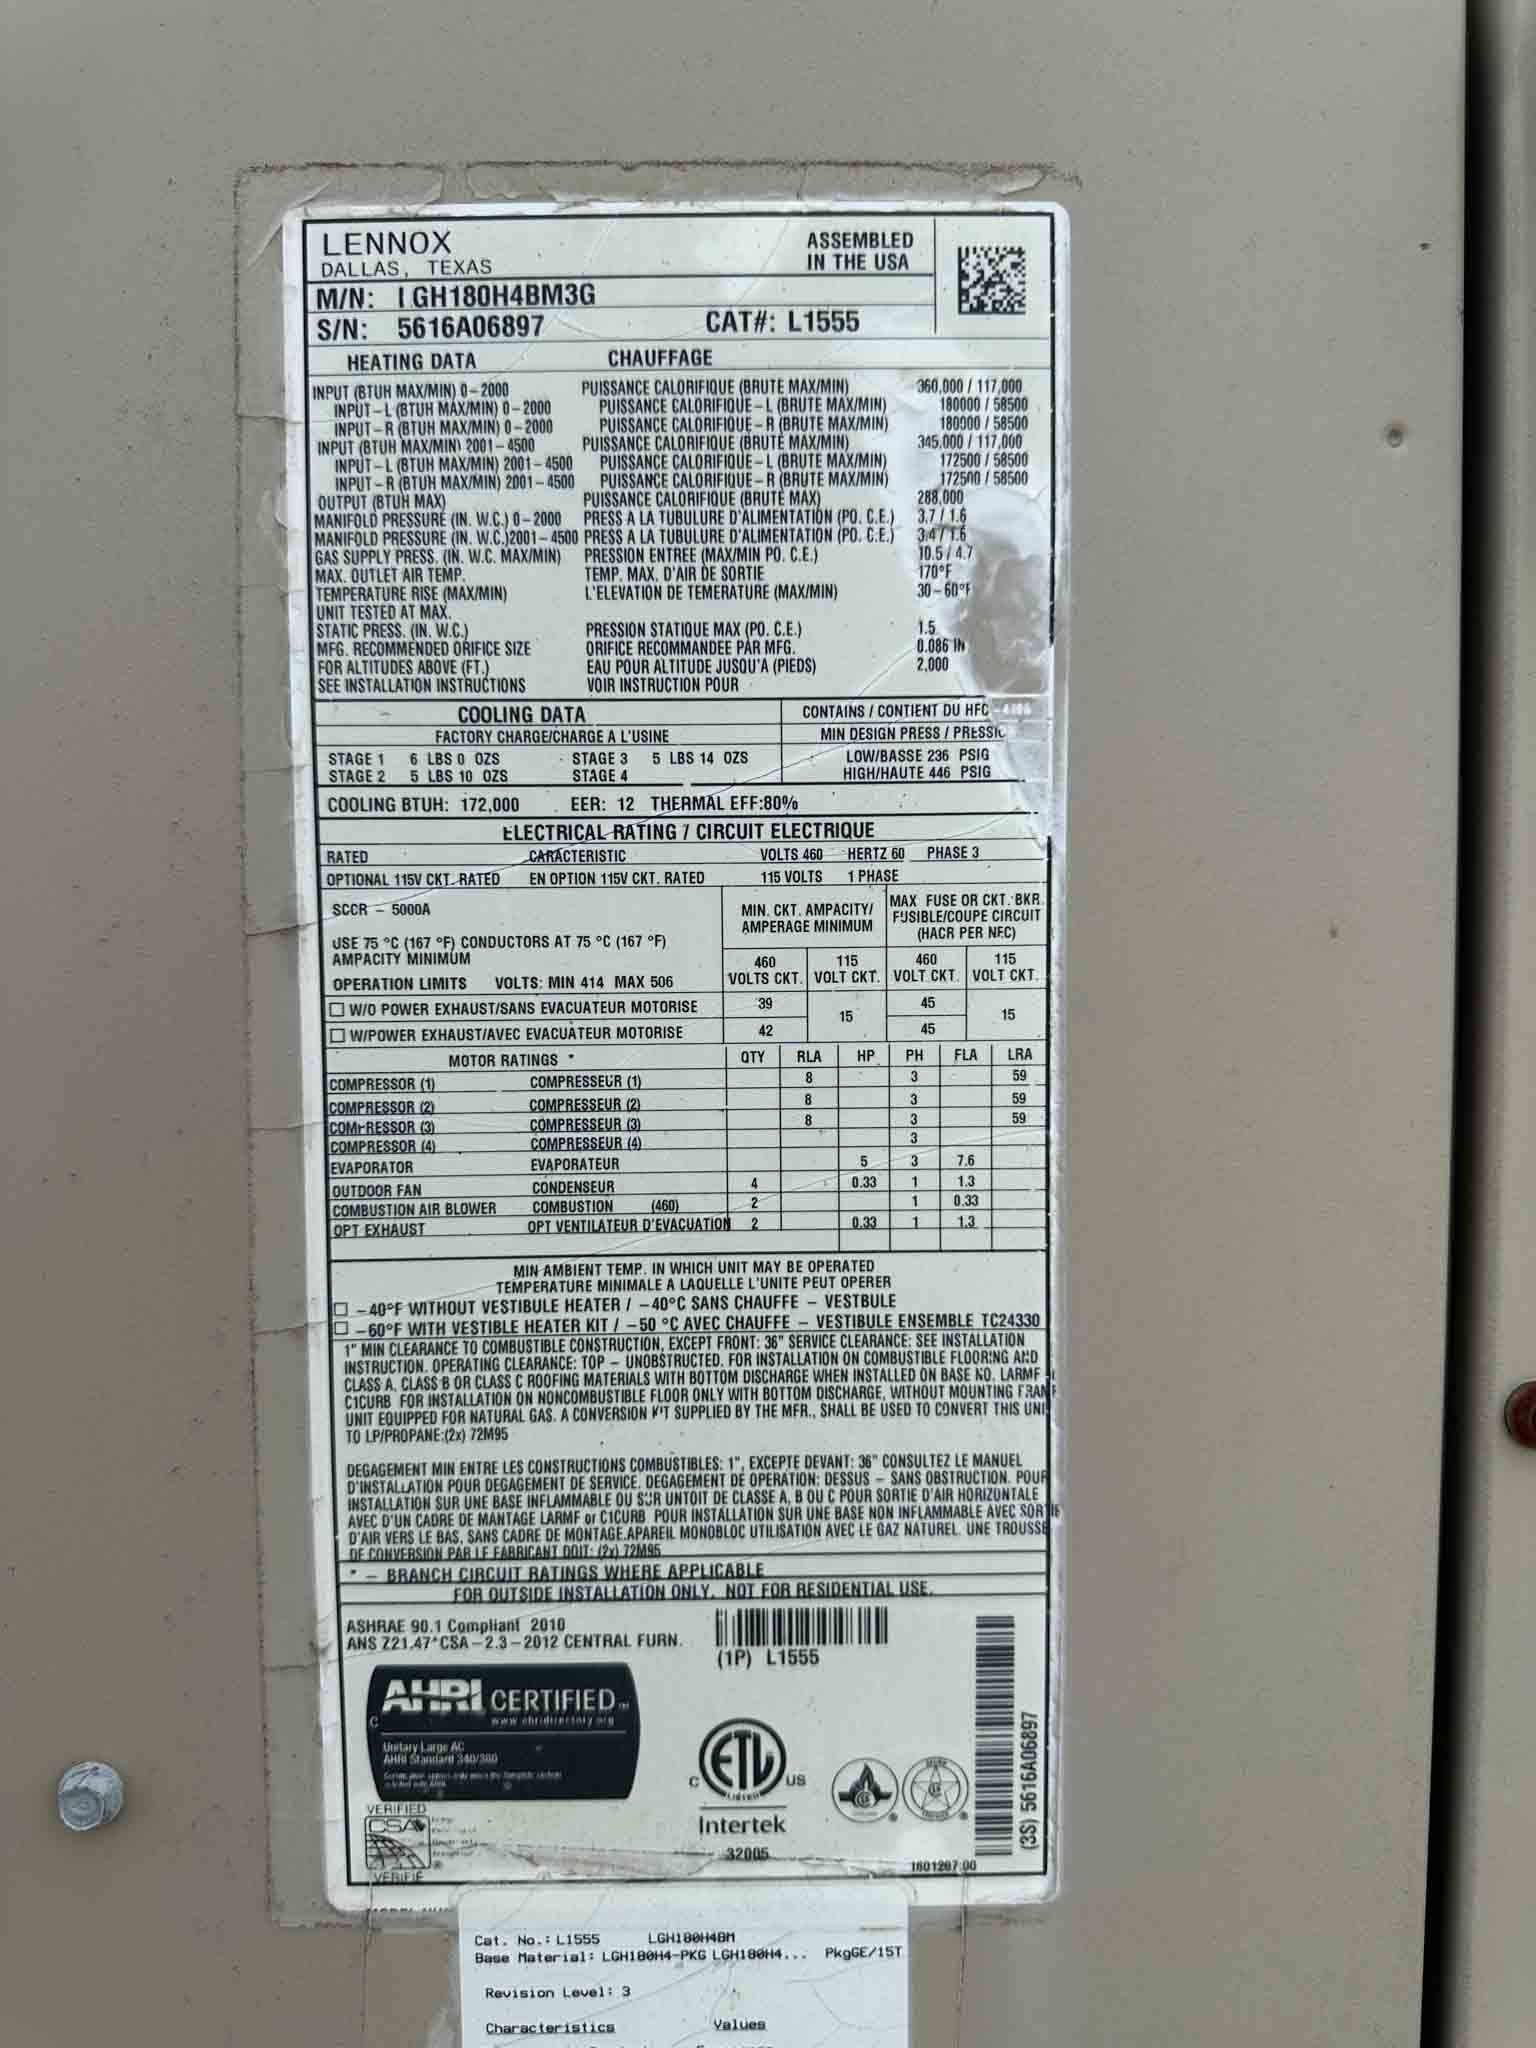 LENNOX
DALLAS, TEXAS
ASSEMBLED
IN THE USA
M/N: LGH180H4BM3G
S/N: 5616A06897 CAT#: L1555
HEATING DATA CHAUFFAGE
INPUT (BTUH MAX/MIN) 0-2000 PUISSANCE CALORIFIQUE (BRUTE MAX/MIN) 360,000 / 117,000
INPUT-L (BTUH MAX/MIN) 0-2000 PUISSANCE CALORIFIQUE-L (BRUTE MAX/MIN) 180000 / 58500
INPUT-R (BTUH MAX/MIN) 0-2000 PUISSANCE CALORIFIQUE-R (BRUTE MAX/MIN) 180000 / 58500
INPUT (BTUH MAX/MIN) 2001-4500 PUISSANCE CALORIFIQUE (BRUTE MAX/MIN) 345,000 / 117,000
INPUT-L (BTUH MAX/MIN) 2001-4500 PUISSANCE CALORIFIQUE-L (BRUTE MAX/MIN) 172500 / 58500
INPUT-R (BTUH MAX/MIN) 2001-4500 PUISSANCE CALORIFIQUE-R (BRUTE MAX/MIN) 172500 / 58500
OUTPUT (BTUH MAX) PUISSANCE CALORIFIQUE (BRUTE MAX) 288,000
MANIFOLD PRESSURE (IN. W.C.) 0-2000 PRESS A LA TUBULURE D'ALIMENTATION (PO. C.E.) 3.7 / 1.6
MANIFOLD PRESSURE (IN. W.C.)2001-4500 PRESS A LA TUBULURE D'ALIMENTATION (PO. C.E.) 3.4 / 1.6
GAS SUPPLY PRESS. (IN. W.C. MAX/MIN) PRESSION ENTREE (MAX/MIN PO. C.E.) 10.5 / 4.7
MAX. OUTLET AIR TEMP. TEMP. MAX. D'AIR DE SORTIE 170°F
TEMPERATURE RISE (MAX/MIN) L'ELEVATION DE TEMERATURE (MAX/MIN) 30-60°F
UNIT TESTED AT MAX.
STATIC PRESS. (IN. W.C.) PRESSION STATIQUE MAX (PO. C.E.) 1.5
MFG. RECOMMENDED ORIFICE SIZE ORIFICE RECOMMANDEE PAR MFG. 0.086 IN
FOR ALTITUDES ABOVE (FT.) EAU POUR ALTITUDE JUSQU'A (PIEDS) 2,000
SEE INSTALLATION INSTRUCTIONS VOIR INSTRUCTION POUR
COOLING DATA CONTAINS / CONTIENT DU HFC
FACTORY CHARGE/CHARGE A L'USINE MIN DESIGN PRESS / PRESSIO
STAGE 1 6 LBS 0 OZS STAGE 3 5 LBS 14 OZS LOW/BASSE 236 PSIG
STAGE 2 5 LBS 10 OZS STAGE 4 HIGH/HAUTE 446 PSIG
COOLING BTUH: 172,000 EER: 12 THERMAL EFF:80%
ELECTRICAL RATING / CIRCUIT ELECTRIQUE
RATED CARACTERISTIC VOLTS 460 HERTZ 60 PHASE 3
OPTIONAL 115V CKT. RATED EN OPTION 115V CKT. RATED 115 VOLTS 1 PHASE
SCCR - 5000A
USE 75 °C (167 °F) CONDUCTORS AT 75 °C (167 °F)
AMPACITY MINIMUM
OPERATION LIMITS VOLTS: MIN 414 MAX 506
MIN. CKT. AMPACITY/
AMPERAGE MINIMUM
MAX FUSE OR CKT. BKR.
FUSIBLE/COUPE CIRCUIT
(HACR PER NEC)
460 115 460 115
VOLTS CKT. VOLT CKT. VOLT CKT. VOLT CKT.
W/O POWER EXHAUST/SANS EVACUATEUR MOTORISE 39 15 45 15
W/POWER EXHAUST/AVEC EVACUATEUR MOTORISE 42 45
MOTOR RATINGS * QTY RLA HP PH FLA LRA
COMPRESSOR (1) COMPRESSEUR (1) 8 3 59
COMPRESSOR (2) COMPRESSEUR (2) 8 3 59
COMPRESSOR (3) COMPRESSEUR (3) 8 3 59
COMPRESSOR (4) COMPRESSEUR (4) 3
EVAPORATOR EVAPORATEUR 5 3 7.6
OUTDOOR FAN CONDENSEUR 4 0.33 1 1.3
COMBUSTION AIR BLOWER COMBUSTION (460) 2 1 0.33
OPT EXHAUST OPT VENTILATEUR D'EVACUATION 2 0.33 1 1.3
MIN AMBIENT TEMP. IN WHICH UNIT MAY BE OPERATED
TEMPERATURE MINIMALE A LAQUELLE L'UNITE PEUT OPERER
-40°F WITHOUT VESTIBULE HEATER / -40°C SANS CHAUFFE - VESTBULE
-60°F WITH VESTIBLE HEATER KIT / -50 °C AVEC CHAUFFE - VESTIBULE ENSEMBLE TC24330
1" MIN CLEARANCE TO COMBUSTIBLE CONSTRUCTION, EXCEPT FRONT: 36" SERVICE CLEARANCE: SEE INSTALLATION
INSTRUCTION. OPERATING CLEARANCE: TOP - UNOBSTRUCTED. FOR INSTALLATION ON COMBUSTIBLE FLOORING AND
CLASS A, CLASS B OR CLASS C ROOFING MATERIALS WITH BOTTOM DISCHARGE WHEN INSTALLED ON BASE NO. LARMF
C1CURB FOR INSTALLATION ON NONCOMBUSTIBLE FLOOR ONLY WITH BOTTOM DISCHARGE, WITHOUT MOUNTING FRAM
UNIT EQUIPPED FOR NATURAL GAS. A CONVERSION KIT SUPPLIED BY THE MFR., SHALL BE USED TO CONVERT THIS UNI
TO LP/PROPANE:(2x) 72M95
DEGAGEMENT MIN ENTRE LES CONSTRUCTIONS COMBUSTIBLES: 1", EXCEPTE DEVANT: 36" CONSULTEZ LE MANUEL
D'INSTALLATION POUR DEGAGEMENT DE SERVICE. DEGAGEMENT DE OPERATION: DESSUS - SANS OBSTRUCTION. POUR
INSTALLATION SUR UNE BASE INFLAMMABLE OU SUR UNTOIT DE CLASSE A, B OU C POUR SORTIE D'AIR HORIZONTALE
AVEC D'UN CADRE DE MANTAGE LARMF or C1CURB POUR INSTALLATION SUR UNE BASE NON INFLAMMABLE AVEC SORTIE
D'AIR VERS LE BAS, SANS CADRE DE MONTAGE.APAREIL MONOBLOC UTILISATION AVEC LE GAZ NATUREL. UNE TROUSSE
DE CONVERSION PAR LE FABRICANT DOIT: (2x) 72M95
* - BRANCH CIRCUIT RATINGS WHERE APPLICABLE
FOR OUTSIDE INSTALLATION ONLY. NOT FOR RESIDENTIAL USE.
ASHRAE 90.1 Compliant 2010
ANS Z21.47*CSA-2.3-2012 CENTRAL FURN.
(1P) L1555
AHRI CERTIFIED™
www.ahridirectory.org
Unitary Large AC
AHRI Standard 340/360
C ETL US
LISTED
Intertek
32005
VERIFIED
CSA
VERIFIÉ
(3S) 5616A06897
1601287 00
Cat. No.: L1555 LGH180H4BM
Base Material: LGH180H4-PKG LGH180H4... PkgGE/15T
Revision Level: 3
Characteristics Values